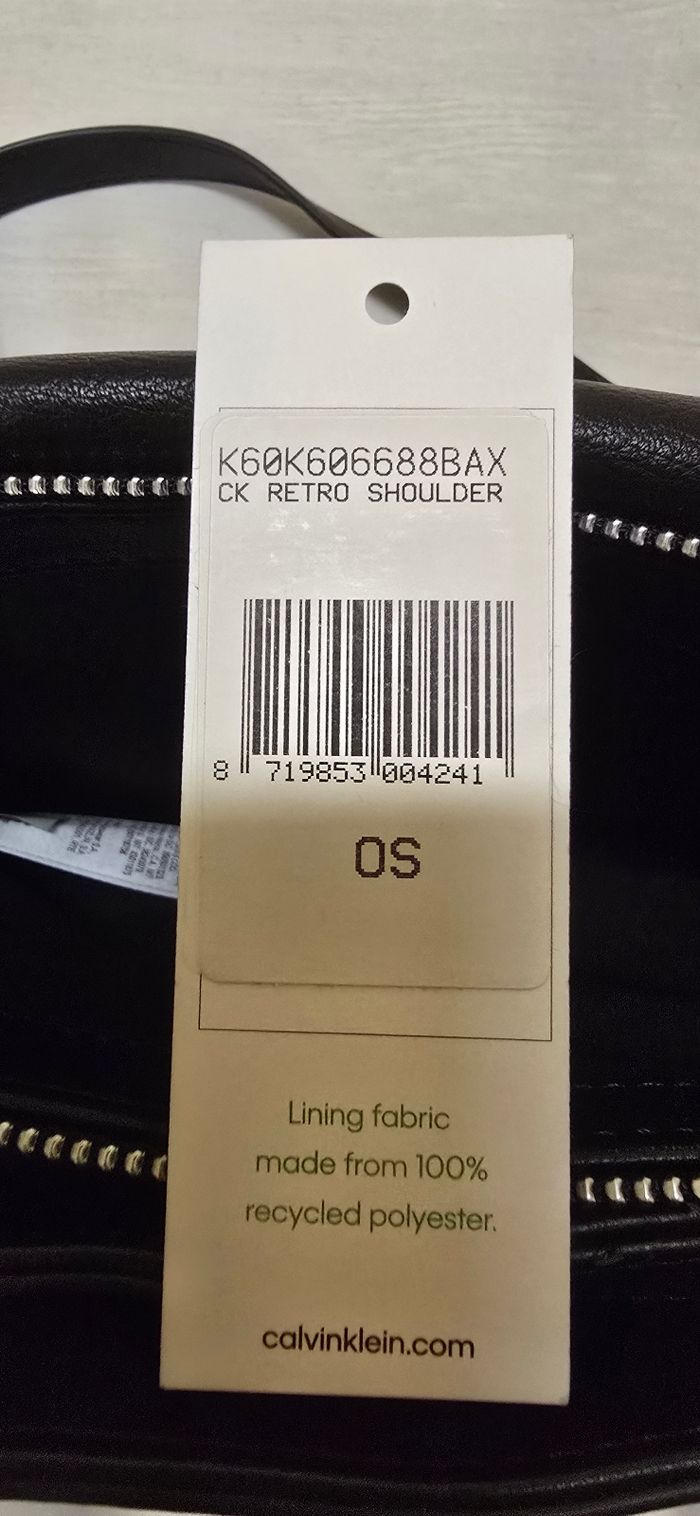 K60K606688BAX
CK RETRO SHOULDER
8 719853 004241
OS
Lining fabric
made from 100%
recycled polyester.
calvinklein.com